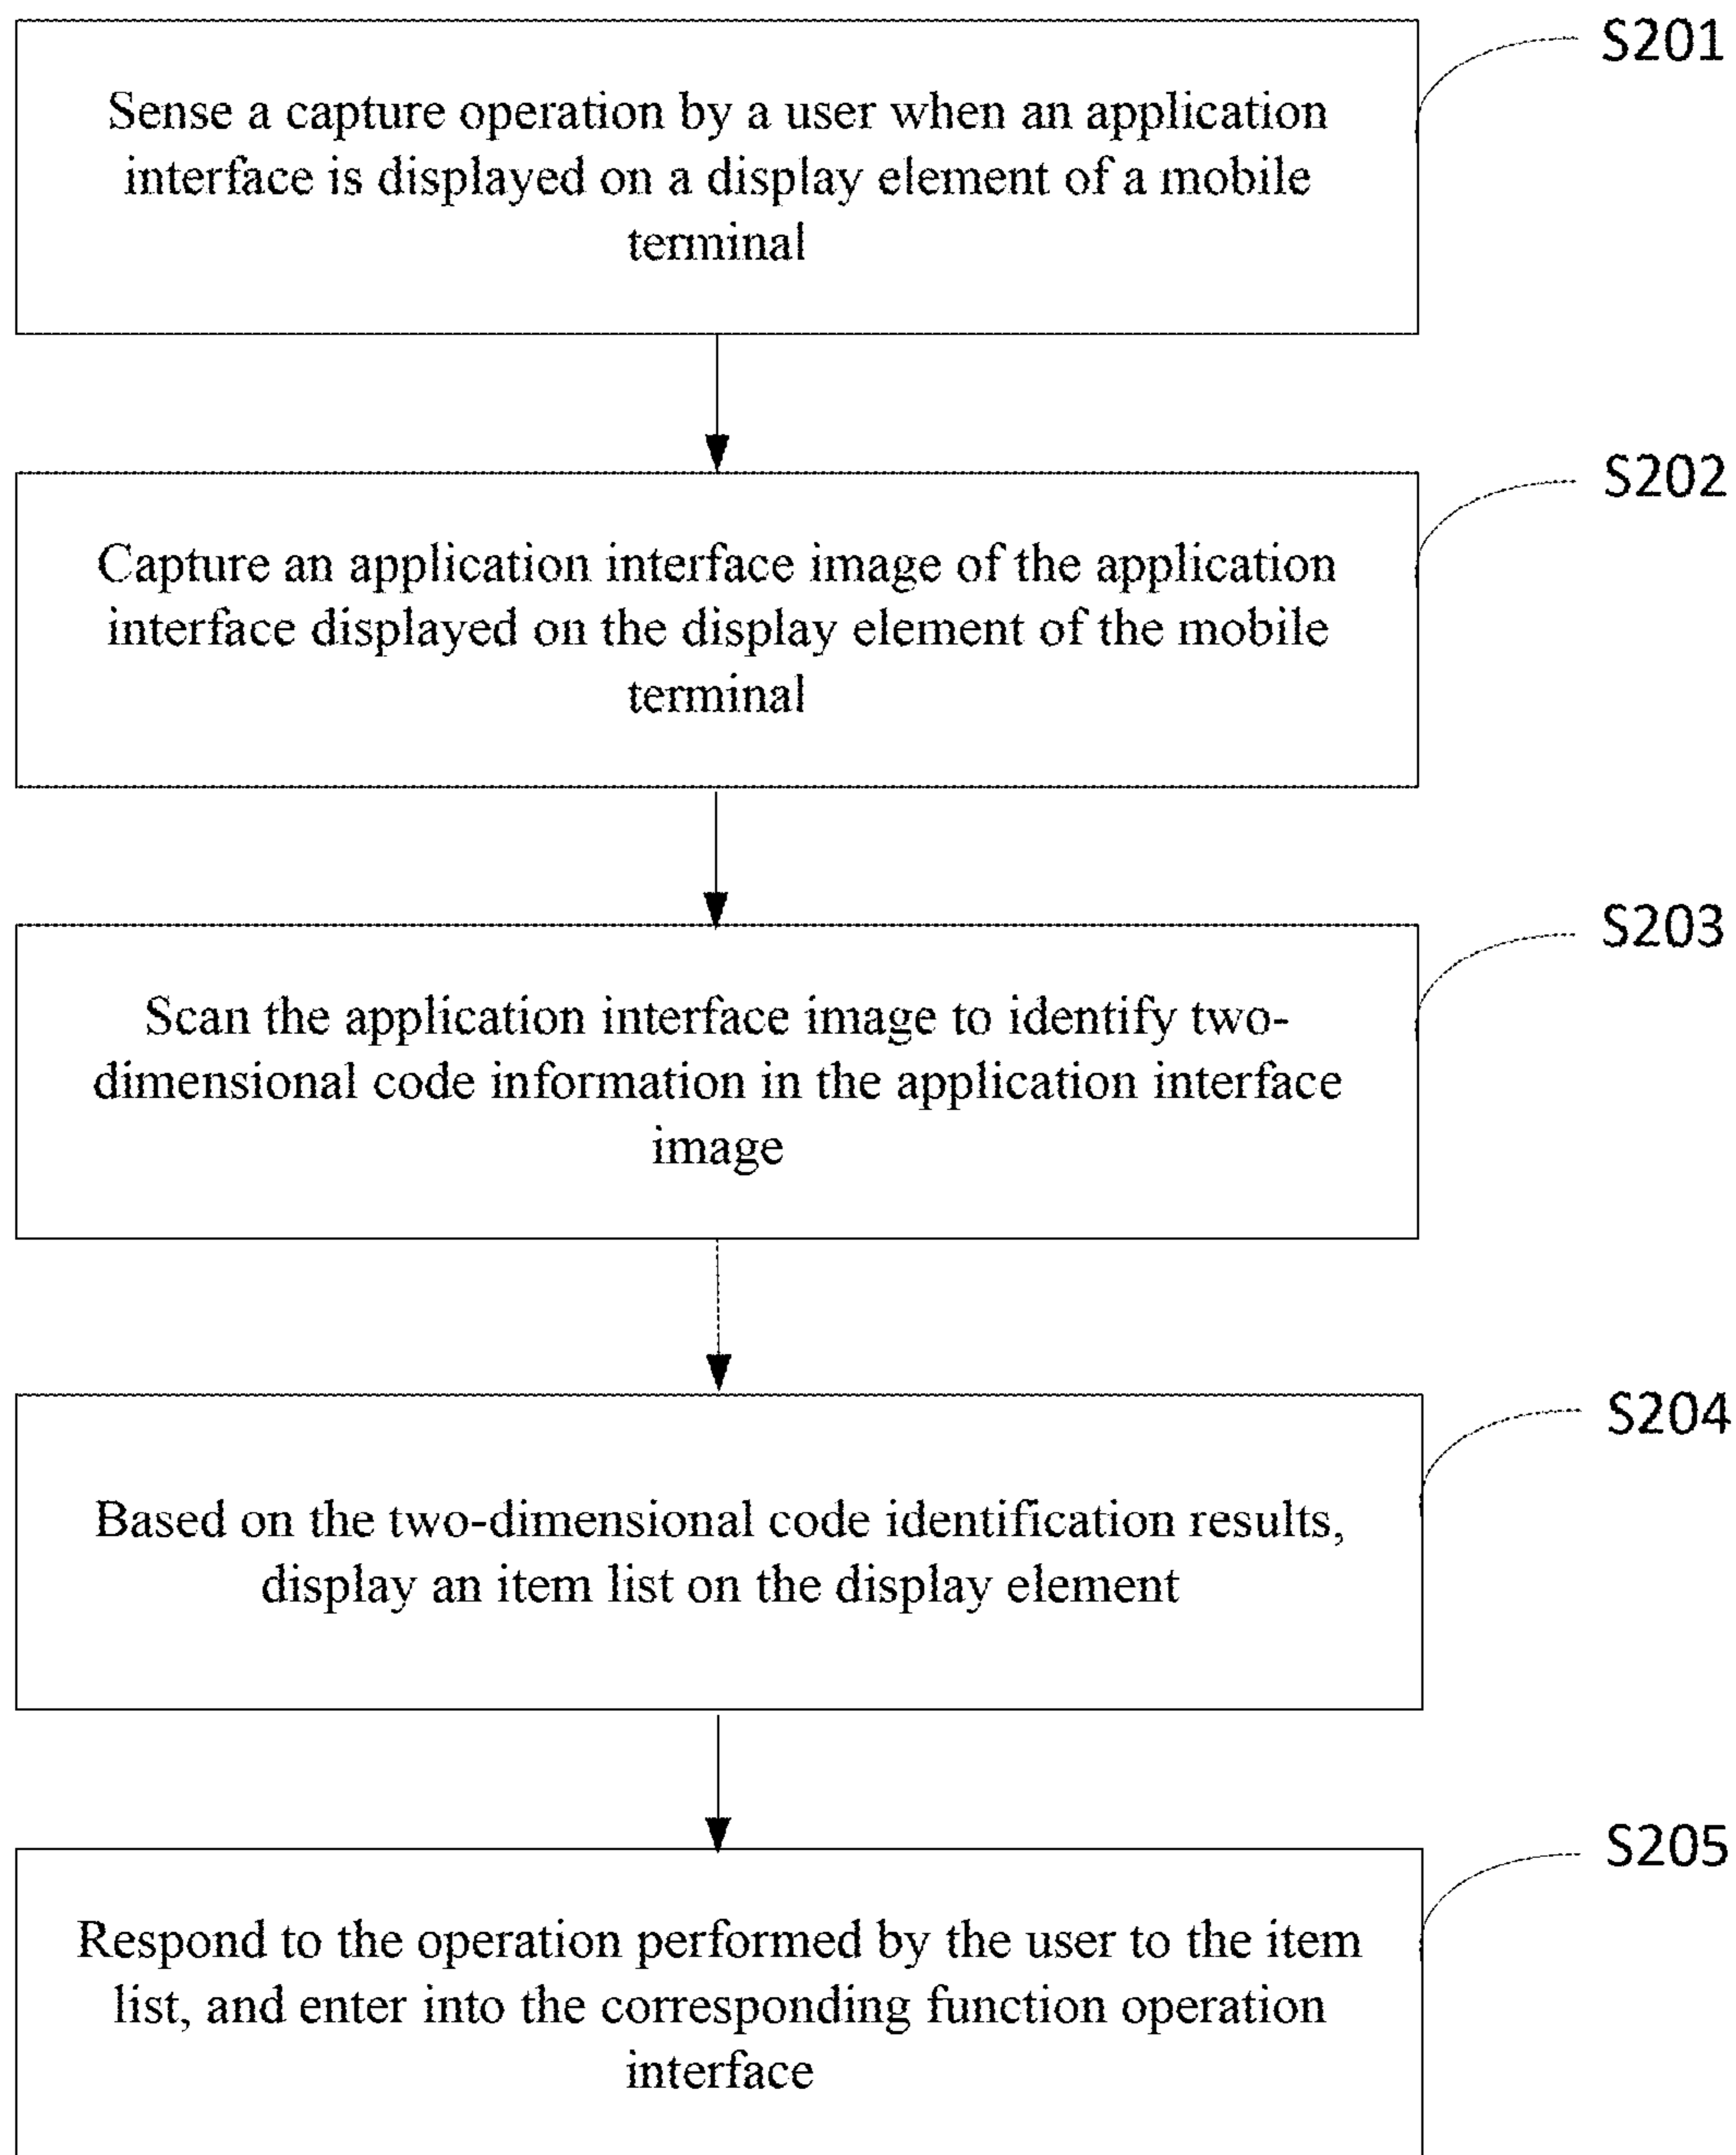 S201
Sense a capture operation by a user when an application
interface is displayed on a display element of a mobile
terminal
S202
Capture an application interface image of the application
interface displayed on the display element of the mobile
terminal
S203
Scan the application interface image to identify two-
dimensional code information in the application interface
image
S204
Based on the two-dimensional code identification results,
display an item list on the display element
S205
Respond to the operation performed by the user to the item
list, and enter into the corresponding function operation
interface